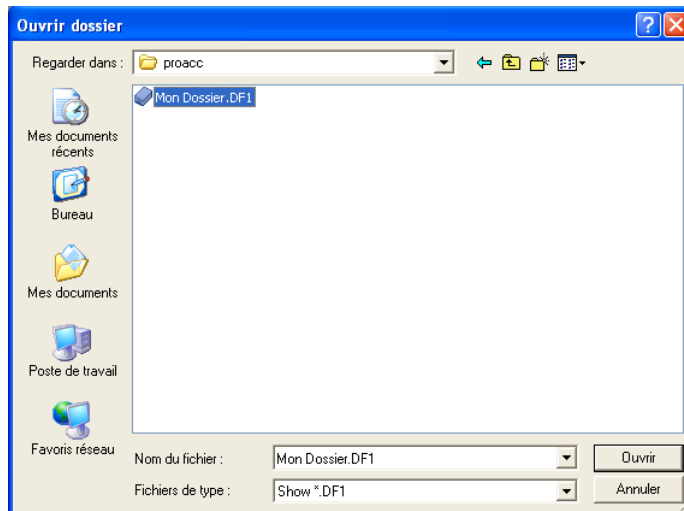 Ouvrir dossier
Regarder dans :
proacc
Mon Dossier.DF1
Mes documents
récents
Bureau
Mes documents
Poste de travail
Favoris réseau
Nom du fichier :
Mon Dossier.DF1
Ouvrir
Fichiers de type :
Show *.DF1
Annuler